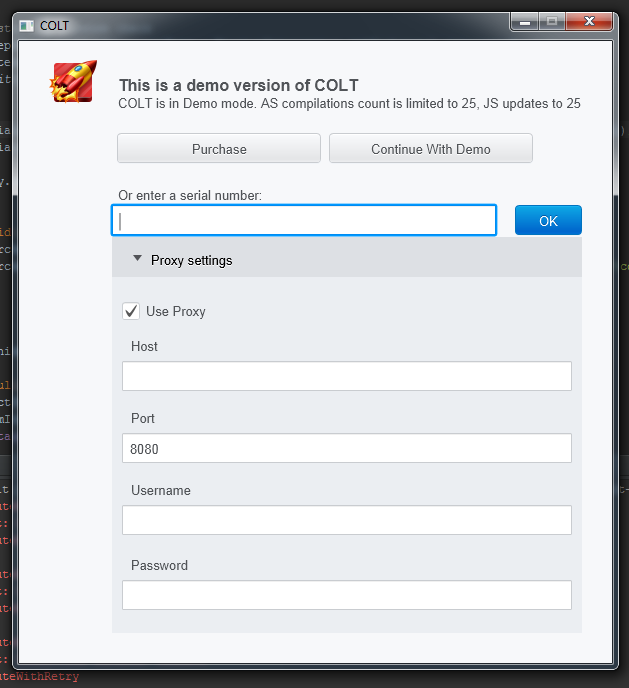 COLT
This is a demo version of COLT
COLT is in Demo mode. AS compilations count is limited to 25, JS updates to 25
Purchase
Continue With Demo
Or enter a serial number:
OK
Proxy settings
Use Proxy
Host
Port
8080
Username
Password
uteWithRetry